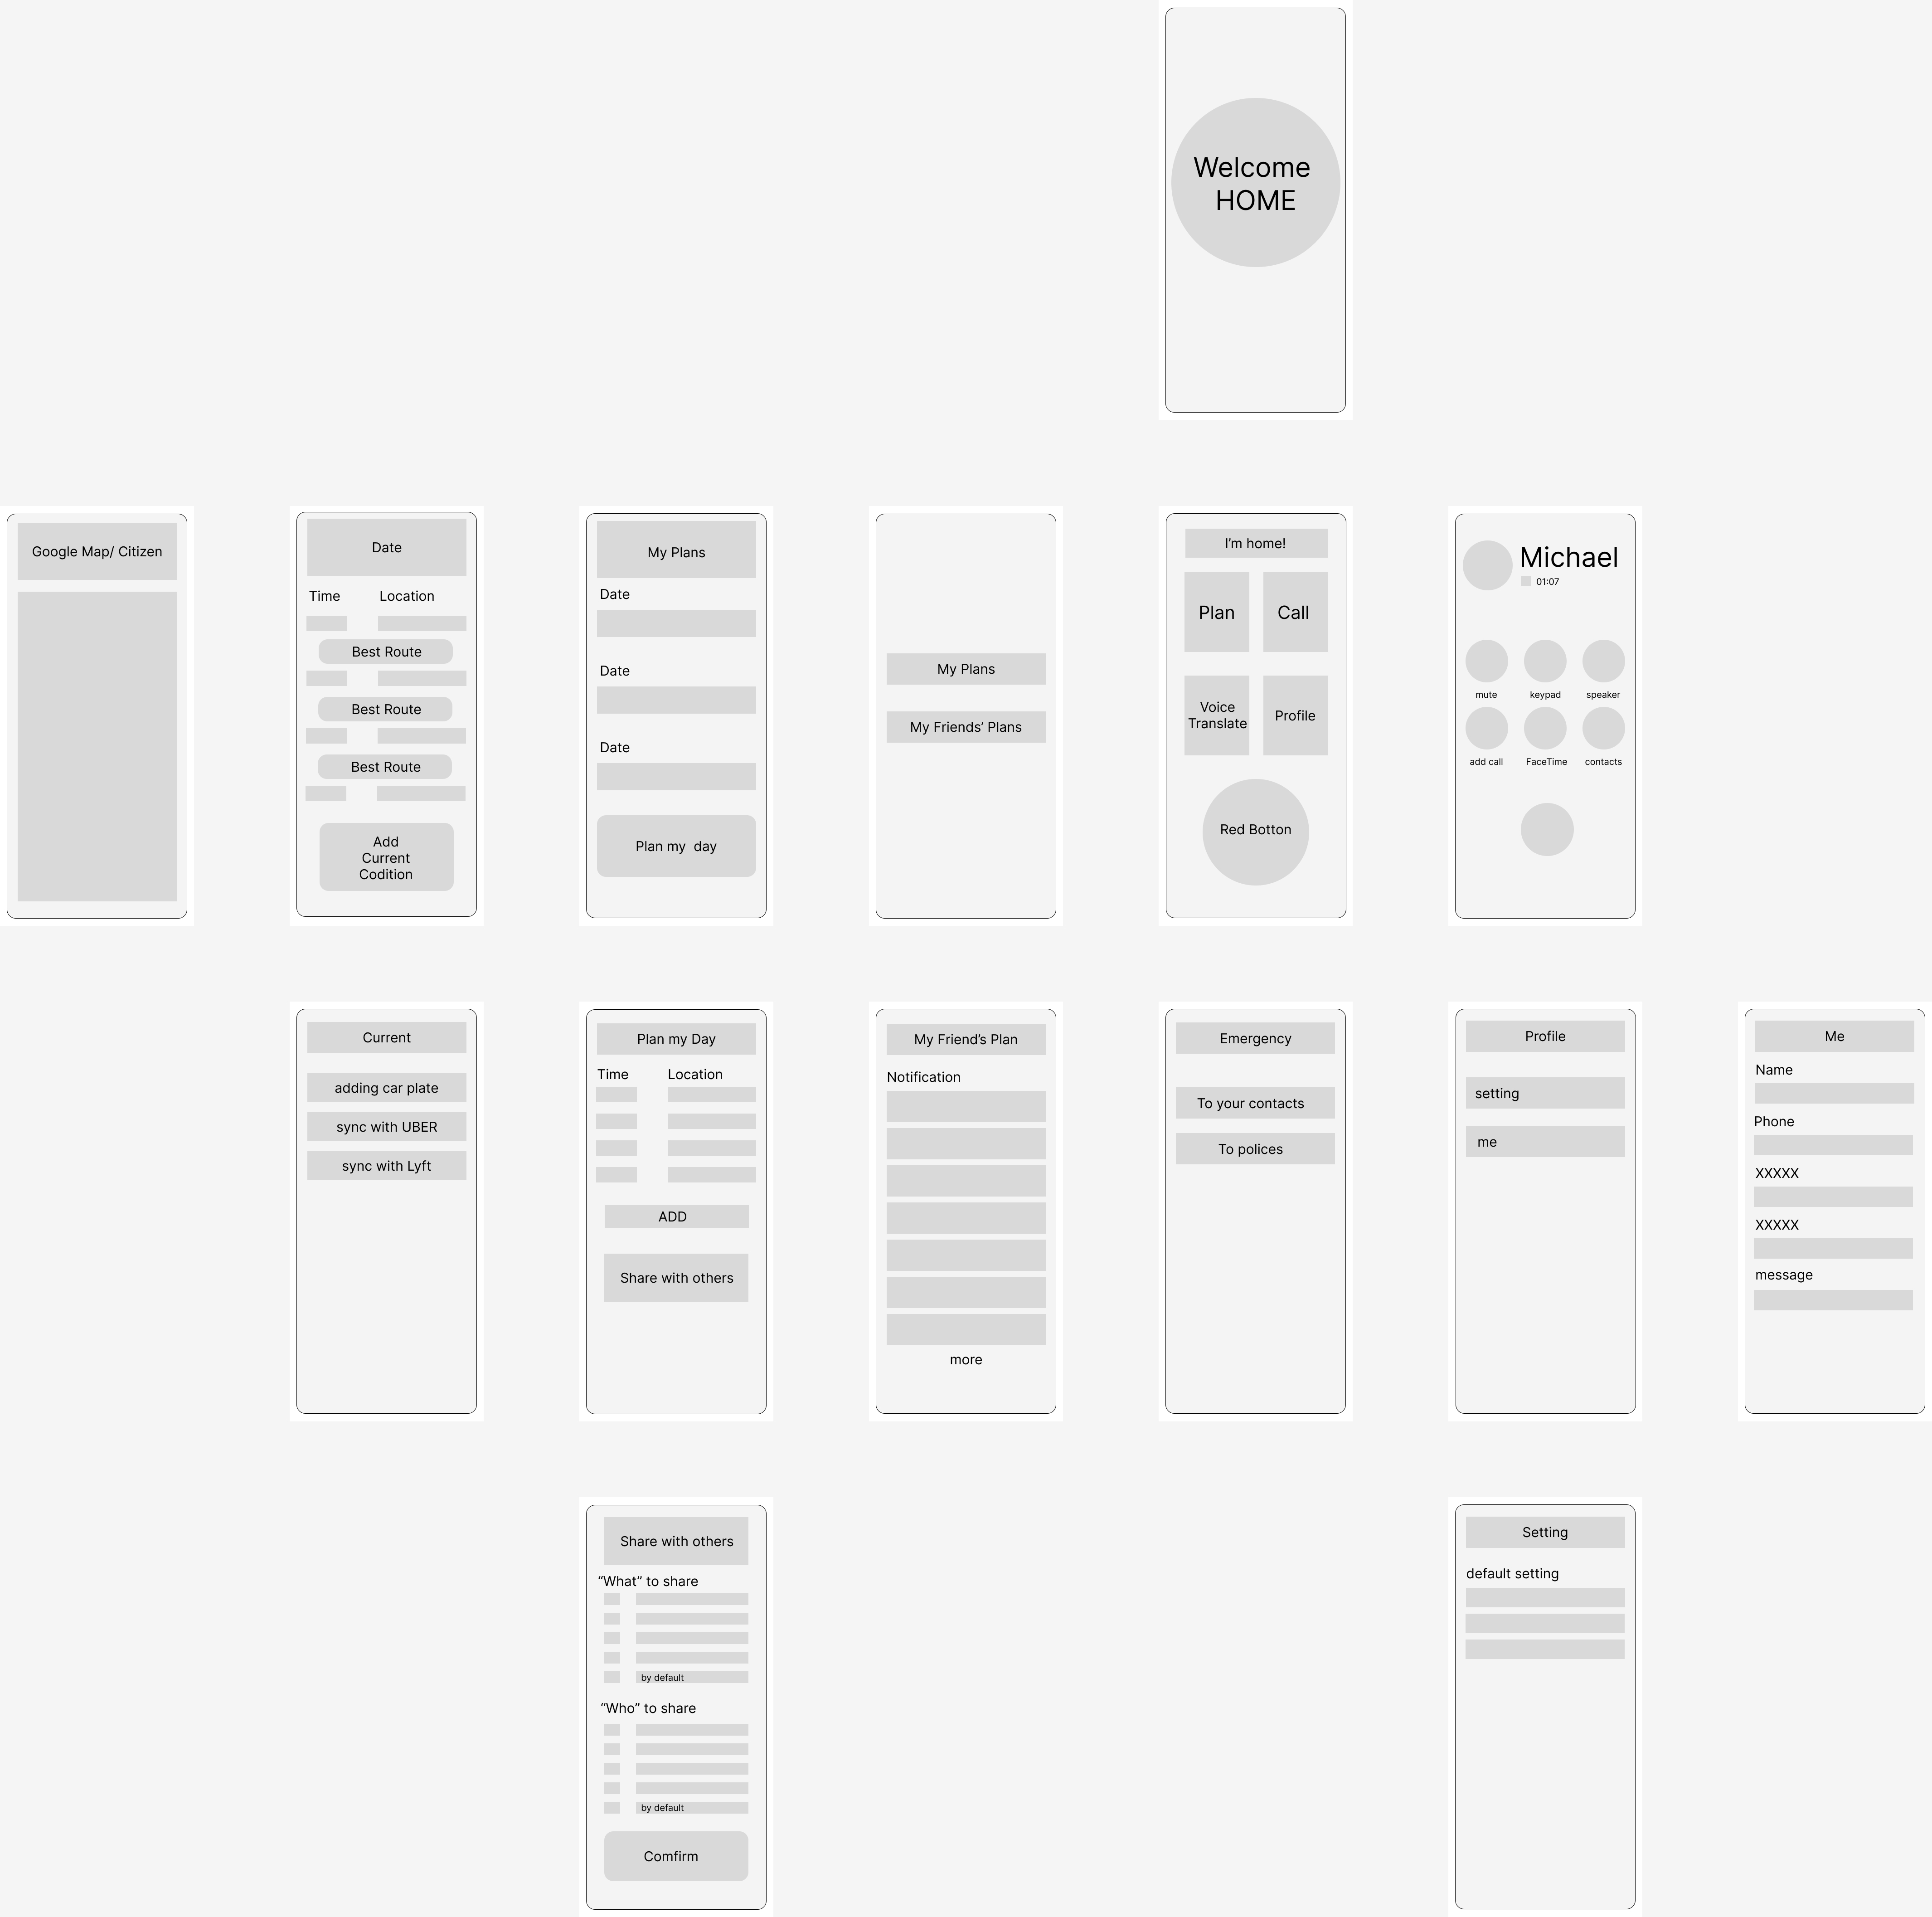 Welcome
HOME
Google Map/ Citizen
Date
Time
Location
Best Route
Best Route
Best Route
Add
Current
Codition
My Plans
Date
Date
Date
Plan my  day
My Plans
My Friends’ Plans
I’m home!
Plan
Call
Voice
Translate
Profile
Red Botton
Michael
01:07
mute
keypad
speaker
add call
FaceTime
contacts
Current
adding car plate
sync with UBER
sync with Lyft
Plan my Day
Time
Location
ADD
Share with others
My Friend’s Plan
Notification
more
Emergency
To your contacts
To polices
Profile
setting
me
Me
Name
Phone
XXXXX
XXXXX
message
Share with others
“What” to share
by default
“Who” to share
by default
Comfirm
Setting
default setting